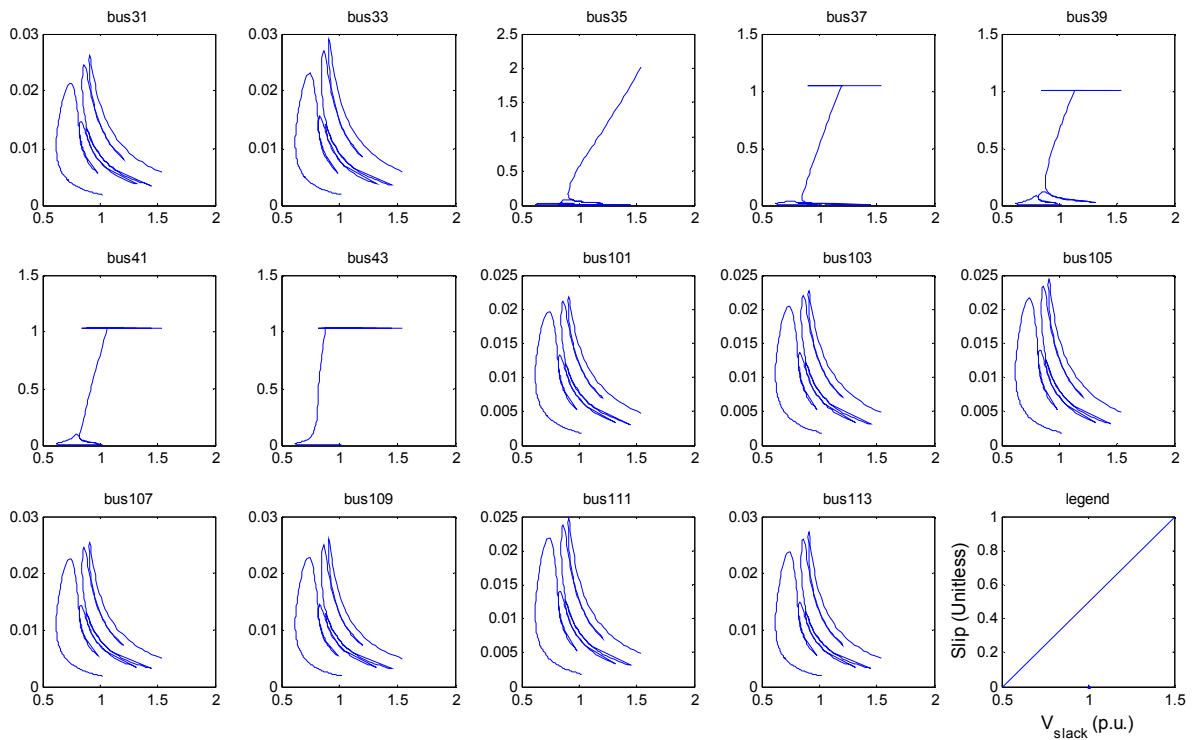 bus31 bus33 bus35 bus37 bus39
0.03 0.03 2.5 1.5 1.5
2
0.02 0.02 1 1
1.5
1
0.01 0.01 0.5 0.5
0.5
0 0 0 0 0
0.5 1 1.5 2 0.5 1 1.5 2 0.5 1 1.5 2 0.5 1 1.5 2 0.5 1 1.5 2
bus41 bus43 bus101 bus103 bus105
1.5 1.5 0.025 0.025 0.025
0.02 0.02 0.02
1 1
0.015 0.015 0.015
0.01 0.01 0.01
0.5 0.5
0.005 0.005 0.005
0 0 0 0 0
0.5 1 1.5 2 0.5 1 1.5 2 0.5 1 1.5 2 0.5 1 1.5 2 0.5 1 1.5 2
bus107 bus109 bus111 bus113 legend
0.03 0.03 0.025 0.03 1
0.02 0.8
0.02 0.02 0.02
0.015 0.6
0.01 0.01 0.01 0.01 0.4
0.005 0.2
0 0 0 0 0
0.5 1 1.5 2 0.5 1 1.5 2 0.5 1 1.5 2 0.5 1 1.5 2 0.5 1 1.5
Slip (Unitless)
V slack (p.u.)